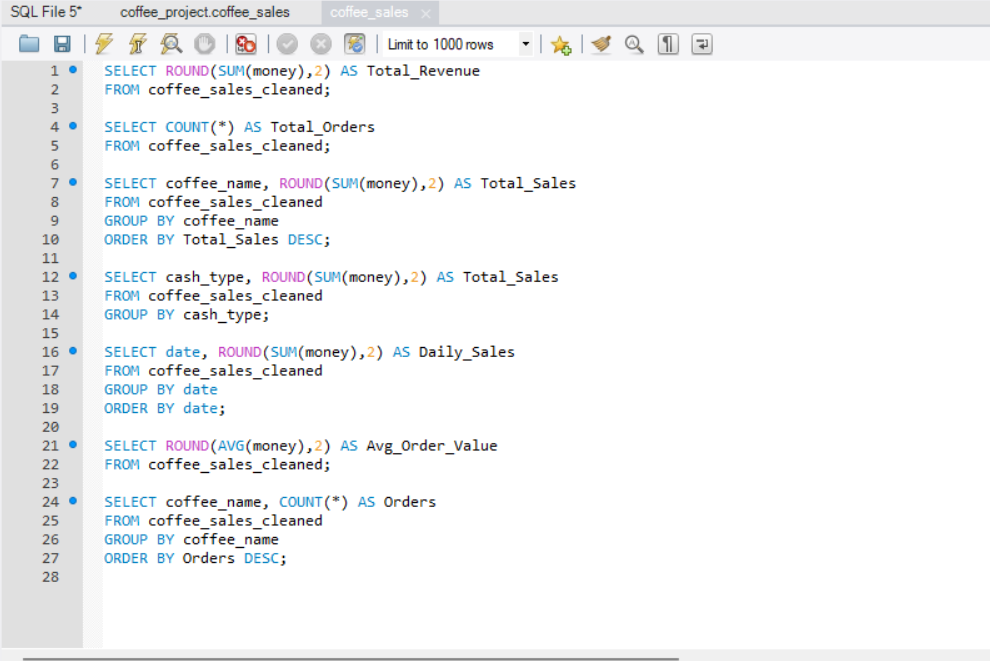 SQL File 5*
coffee_project.coffee_sales
coffee_sales
Limit to 1000 rows
1 SELECT ROUND(SUM(money),2) AS Total_Revenue
2 FROM coffee_sales_cleaned;
3
4 SELECT COUNT(*) AS Total_Orders
5 FROM coffee_sales_cleaned;
6
7 SELECT coffee_name, ROUND(SUM(money),2) AS Total_Sales
8 FROM coffee_sales_cleaned
9 GROUP BY coffee_name
10 ORDER BY Total_Sales DESC;
11
12 SELECT cash_type, ROUND(SUM(money),2) AS Total_Sales
13 FROM coffee_sales_cleaned
14 GROUP BY cash_type;
15
16 SELECT date, ROUND(SUM(money),2) AS Daily_Sales
17 FROM coffee_sales_cleaned
18 GROUP BY date
19 ORDER BY date;
20
21 SELECT ROUND(AVG(money),2) AS Avg_Order_Value
22 FROM coffee_sales_cleaned;
23
24 SELECT coffee_name, COUNT(*) AS Orders
25 FROM coffee_sales_cleaned
26 GROUP BY coffee_name
27 ORDER BY Orders DESC;
28